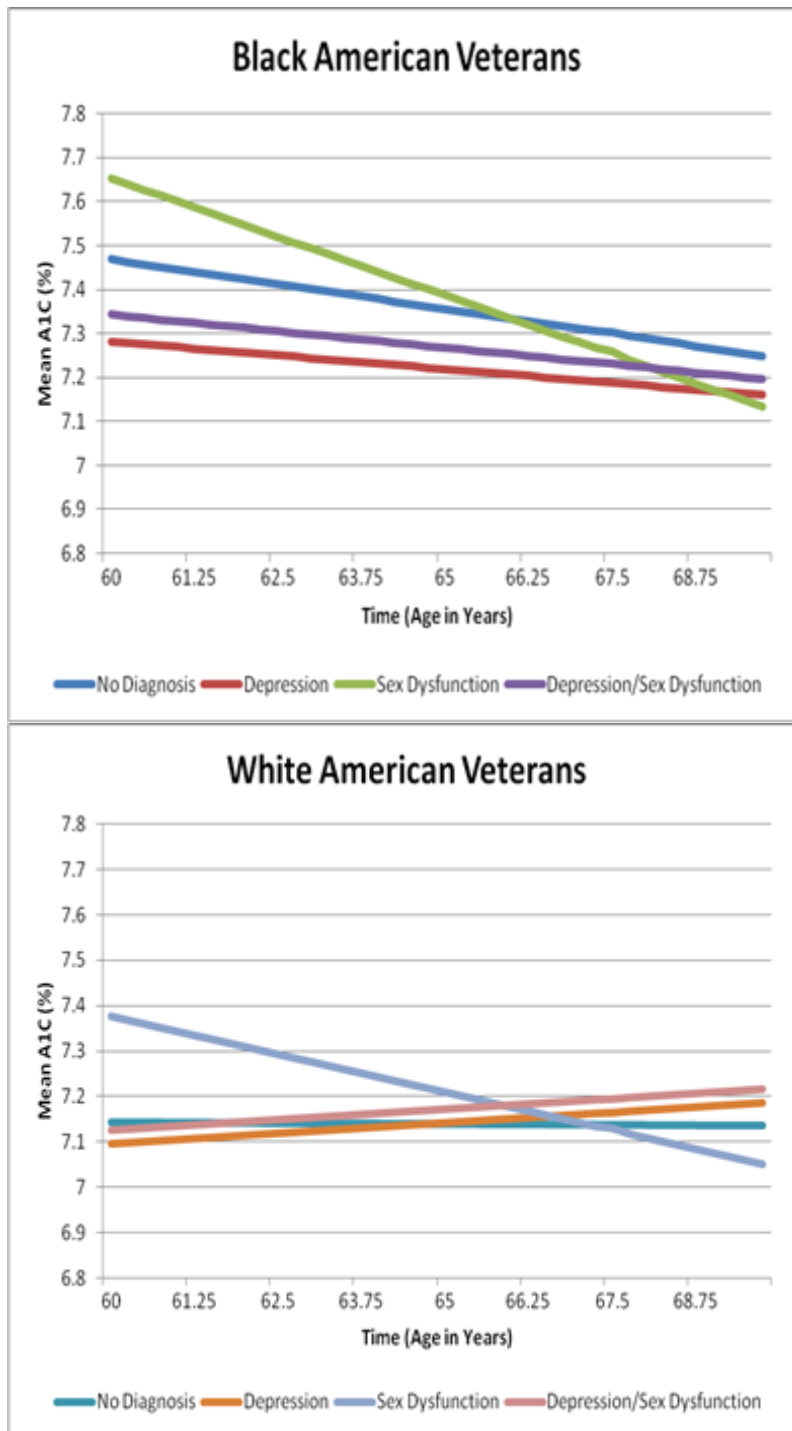 Black American Veterans
7.8
7.7
7.6
7.5
7.4
7.3
7.2
7.1
7
6.9
6.8
Mean A1C (%)
60 61.25 62.5 63.75 65 66.25 67.5 68.75
Time (Age in Years)
No Diagnosis Depression Sex Dysfunction Depression/Sex Dysfunction
White American Veterans
7.8
7.7
7.6
7.5
7.4
7.3
7.2
7.1
7
6.9
6.8
Mean A1C (%)
60 61.25 62.5 63.75 65 66.25 67.5 68.75
Time (Age in Years)
No Diagnosis Depression Sex Dysfunction Depression/Sex Dysfunction